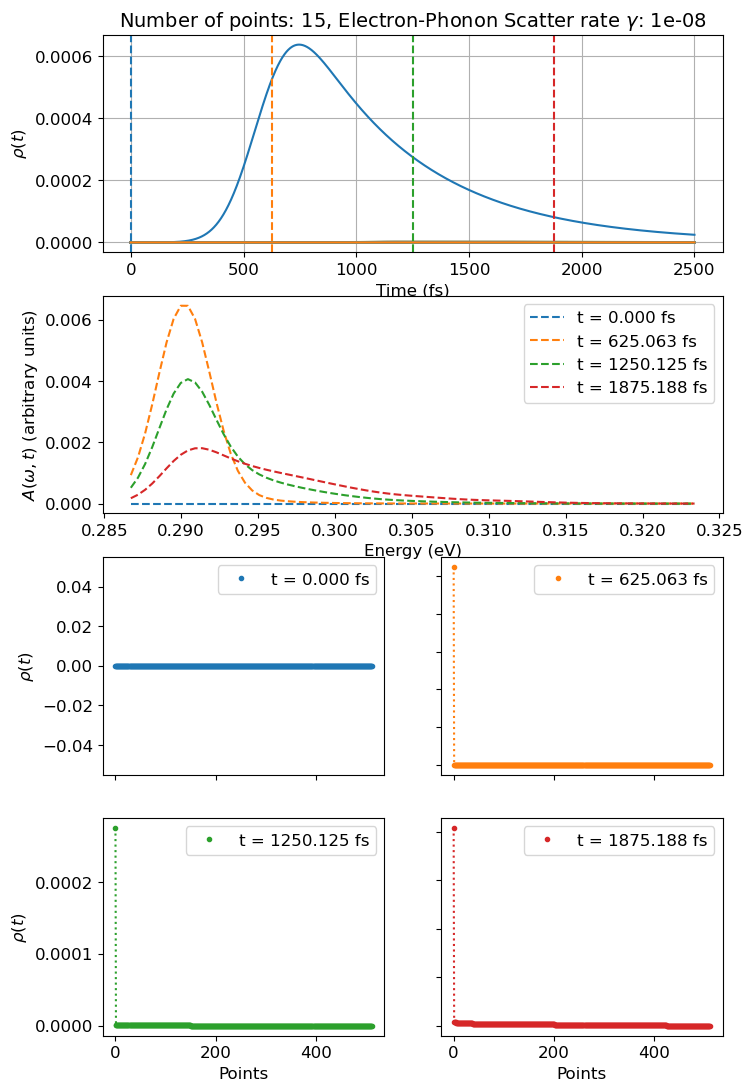 Number of points: 15, Electron-Phonon Scatter rate γ: 1e-08
ρ(t)
0.0006
0.0004
0.0002
0.0000
0
500
1000
1500
2000
2500
Time (fs)
A(ω, t) (arbitrary units)
0.006
0.004
0.002
0.000
t = 0.000 fs
t = 625.063 fs
t = 1250.125 fs
t = 1875.188 fs
0.285
0.290
0.295
0.300
0.305
0.310
0.315
0.320
0.325
Energy (eV)
ρ(t)
0.04
0.02
0.00
−0.02
−0.04
t = 0.000 fs
t = 625.063 fs
ρ(t)
0.0002
0.0001
0.0000
t = 1250.125 fs
0
200
400
Points
t = 1875.188 fs
0
200
400
Points